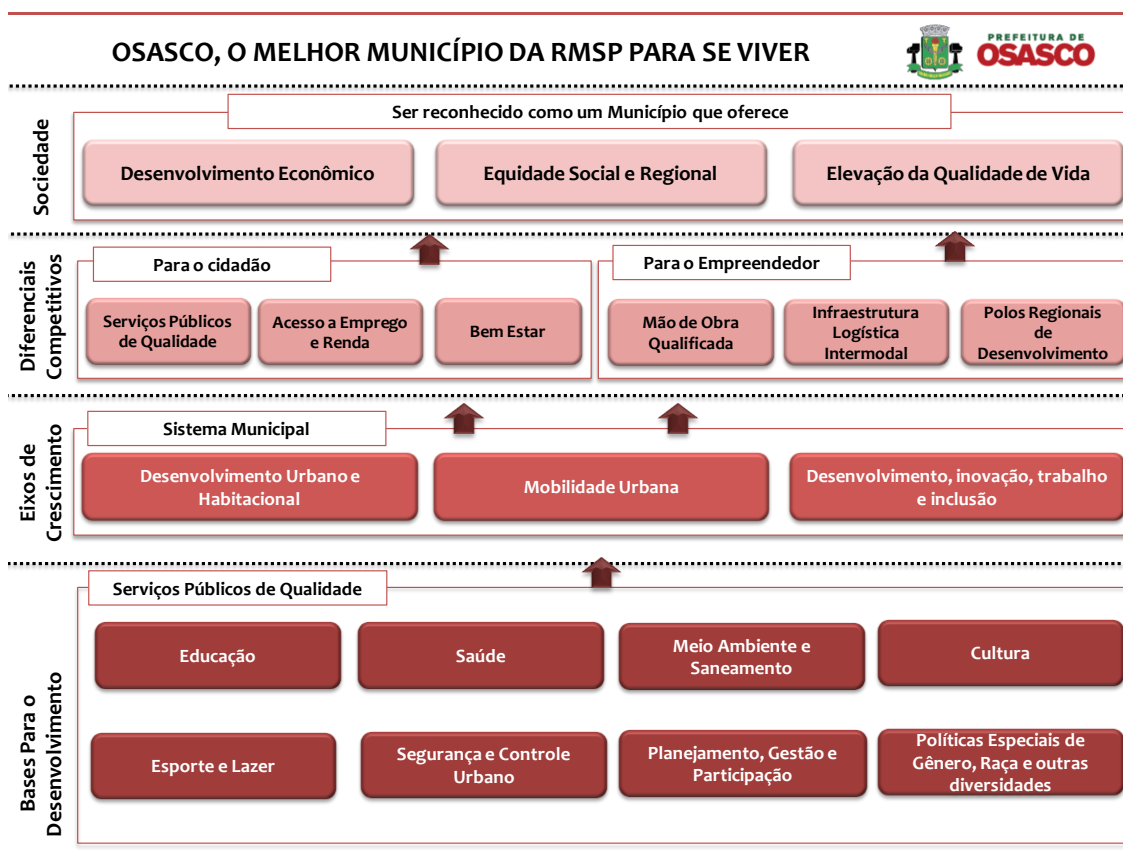 OSASCO, O MELHOR MUNICÍPIO DA RMSP PARA SE VIVER
PREFEITURA DE
OSASCO
Sociedade
Ser reconhecido como um Município que oferece
Desenvolvimento Econômico
Equidade Social e Regional
Elevação da Qualidade de Vida
Diferenciais
Competitivos
Para o cidadão
Serviços Públicos
de Qualidade
Acesso a Emprego
e Renda
Bem Estar
Para o Empreendedor
Mão de Obra
Qualificada
Infraestrutura
Logística
Intermodal
Polos Regionais
de
Desenvolvimento
Eixos de
Crescimento
Sistema Municipal
Desenvolvimento Urbano e
Habitacional
Mobilidade Urbana
Desenvolvimento, inovação, trabalho
e inclusão
Bases Para o
Desenvolvimento
Serviços Públicos de Qualidade
Educação
Saúde
Meio Ambiente e
Saneamento
Cultura
Esporte e Lazer
Segurança e Controle
Urbano
Planejamento, Gestão e
Participação
Políticas Especiais de
Gênero, Raça e outras
diversidades